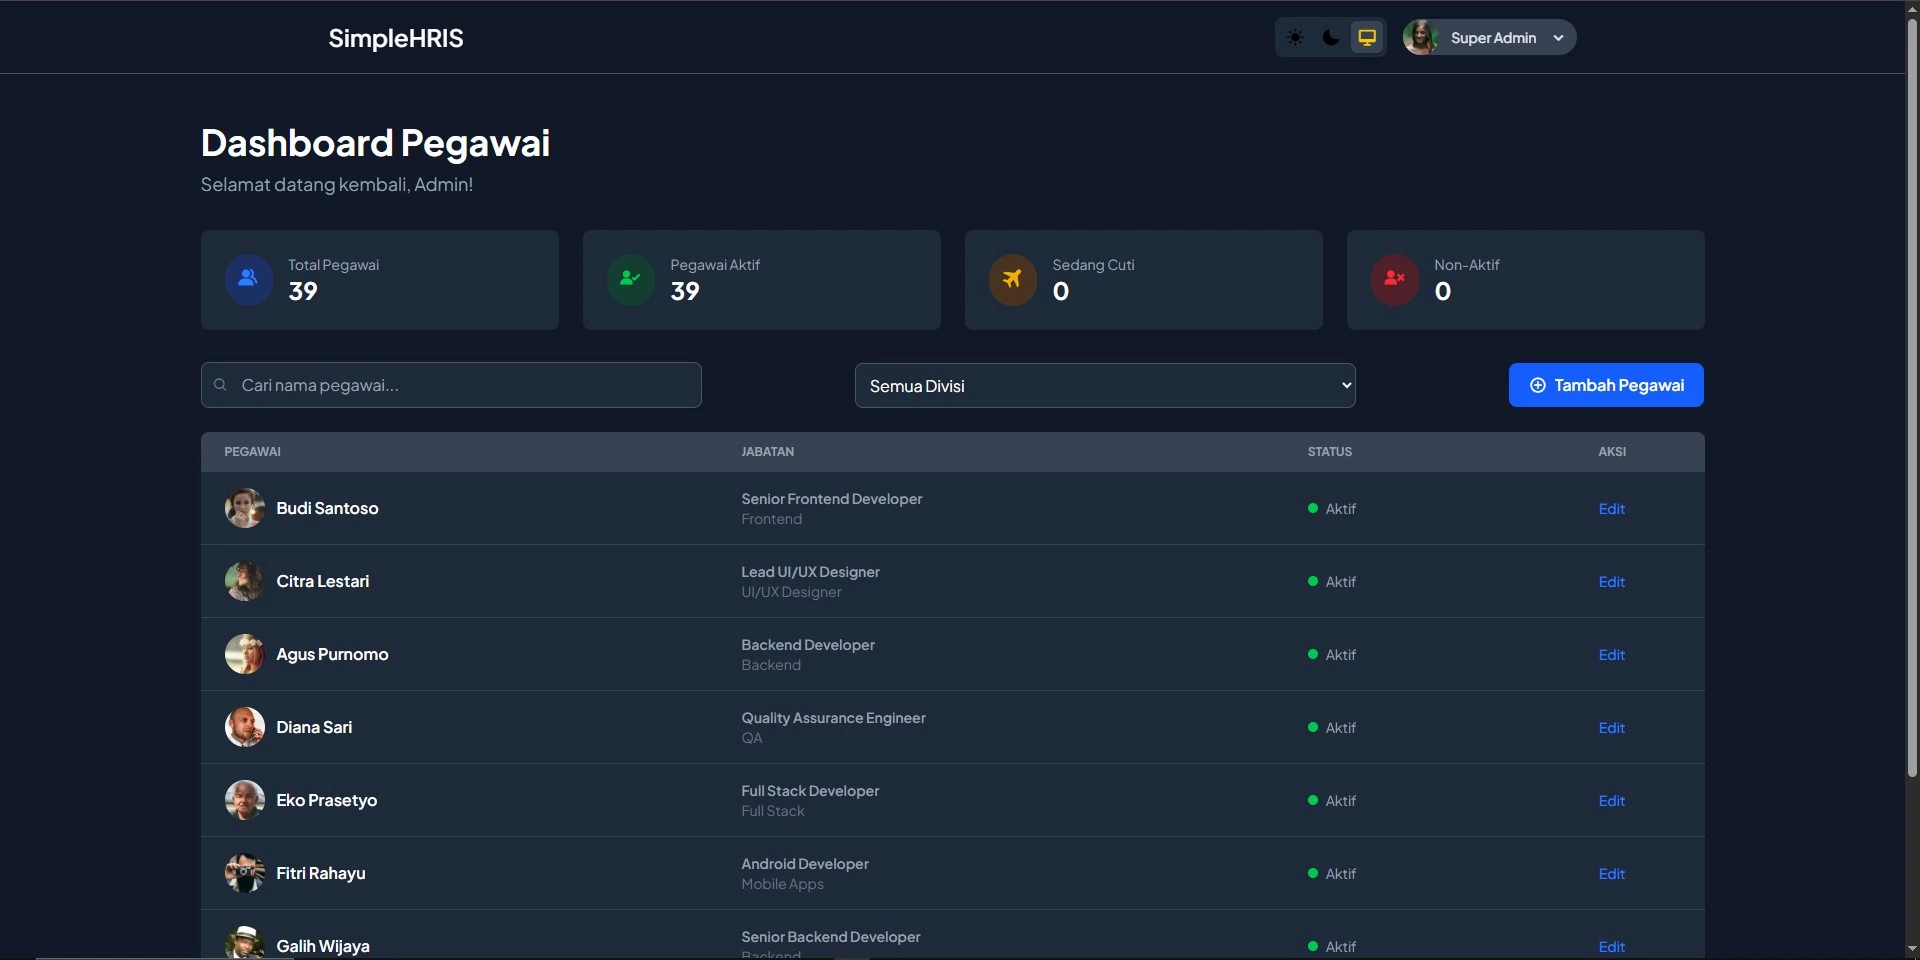 SimpleHRIS
Super Admin
Dashboard Pegawai
Selamat datang kembali, Admin!
Total Pegawai
39
Pegawai Aktif
39
Sedang Cuti
0
Non-Aktif
0
Cari nama pegawai...
Semua Divisi
Tambah Pegawai
PEGAWAI JABATAN STATUS AKSI
Budi Santoso
Senior Frontend Developer
Frontend
Aktif
Edit
Citra Lestari
Lead UI/UX Designer
UI/UX Designer
Aktif
Edit
Agus Purnomo
Backend Developer
Backend
Aktif
Edit
Diana Sari
Quality Assurance Engineer
QA
Aktif
Edit
Eko Prasetyo
Full Stack Developer
Full Stack
Aktif
Edit
Fitri Rahayu
Android Developer
Mobile Apps
Aktif
Edit
Galih Wijaya
Senior Backend Developer
Backend
Aktif
Edit